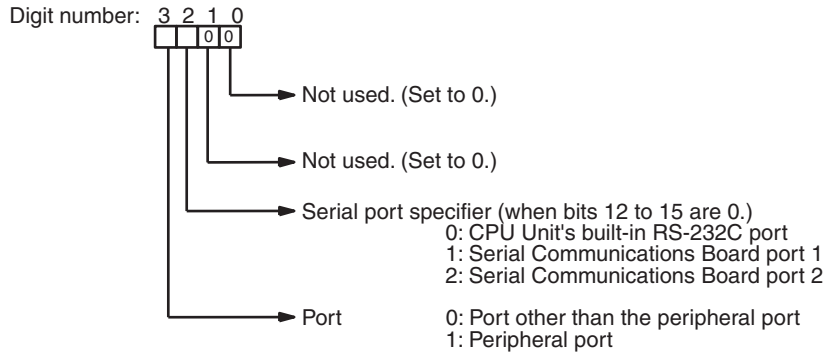 Digit number: 3 2 1 0
0 0
Not used. (Set to 0.)
Not used. (Set to 0.)
Serial port specifier (when bits 12 to 15 are 0.)
0: CPU Unit's built-in RS-232C port
1: Serial Communications Board port 1
2: Serial Communications Board port 2
Port 0: Port other than the peripheral port
1: Peripheral port